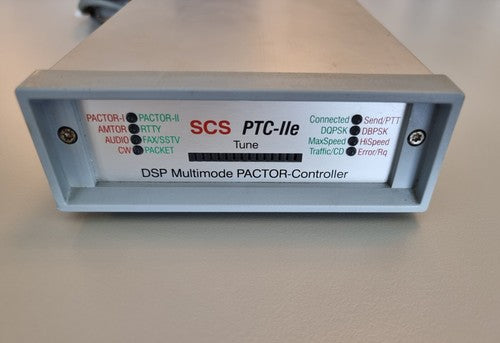 PACTOR-I PACTOR-II
AMTOR RTTY
AUDIO FAX/SSTV
CW PACKET
SCS PTC-IIe
Tune
Connected Send/PTT
DQPSK DBPSK
MaxSpeed HiSpeed
Traffic/CD Error/Rq
DSP Multimode PACTOR-Controller